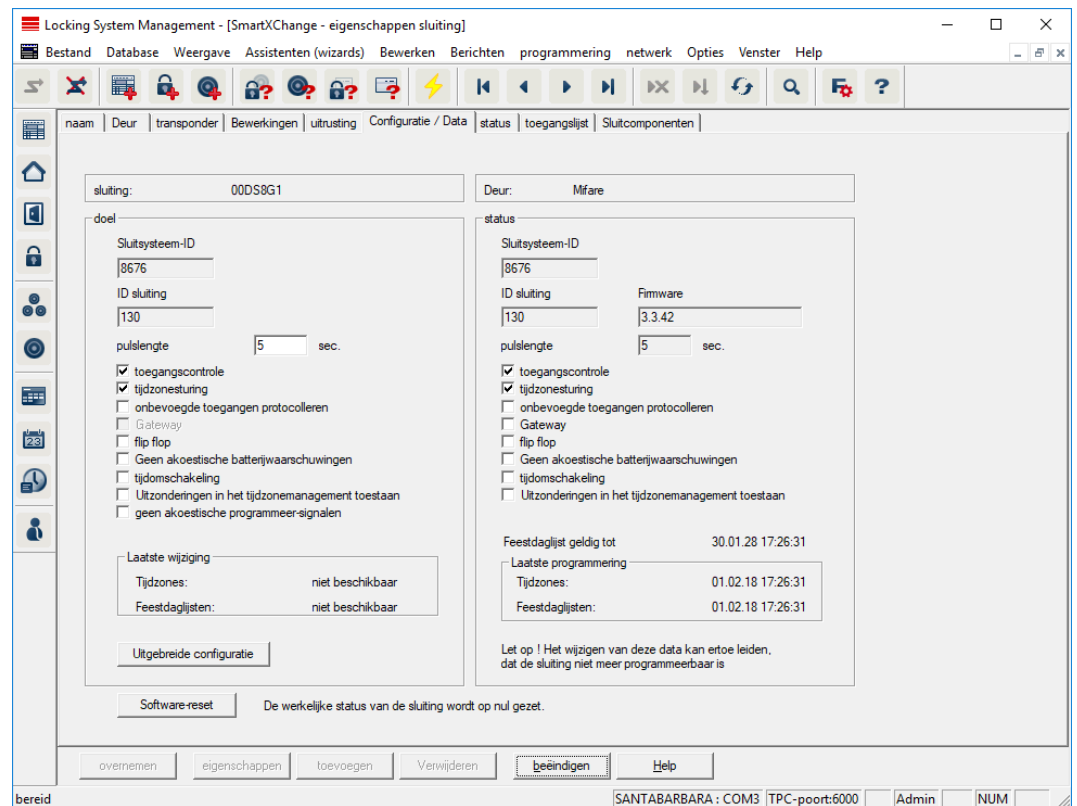 Locking System Management - [SmartXChange - eigenschappen sluiting]
Bestand Database Weergave Assistenten (wizards) Bewerken Berichten programmering netwerk Opties Venster Help
naam Deur transponder Bewerkingen uitrusting Configuratie / Data status toegangslijst Sluitcomponenten
sluiting: 00DS8G1 Deur: Mifare
doel
Sluitsysteem-ID
8676
ID sluiting
130
pulslengte 5 sec.
toegangscontrole
tijdzonesturing
onbevoegde toegangen protocolleren
Gateway
flip flop
Geen akoestische batterijwaarschuwingen
tijdomschakeling
Uitzonderingen in het tijdzonemanagement toestaan
geen akoestische programmeer-signalen
Laatste wijziging
Tijdzones: niet beschikbaar
Feestdaglijsten: niet beschikbaar
Uitgebreide configuratie
status
Sluitsysteem-ID
8676
ID sluiting Firmware
130 3.3.42
pulslengte 5 sec.
toegangscontrole
tijdzonesturing
onbevoegde toegangen protocolleren
Gateway
flip flop
Geen akoestische batterijwaarschuwingen
tijdomschakeling
Uitzonderingen in het tijdzonemanagement toestaan
Feestdaglijst geldig tot 30.01.28 17:26:31
Laatste programmering
Tijdzones: 01.02.18 17:26:31
Feestdaglijsten: 01.02.18 17:26:31
Let op ! Het wijzigen van deze data kan ertoe leiden,
dat de sluiting niet meer programmeerbaar is
Software-reset De werkelijke status van de sluiting wordt op nul gezet.
overnemen eigenschappen toevoegen Verwijderen beëindigen Help
bereid SANTABARBARA : COM3 TPC-poort:6000 Admin NUM